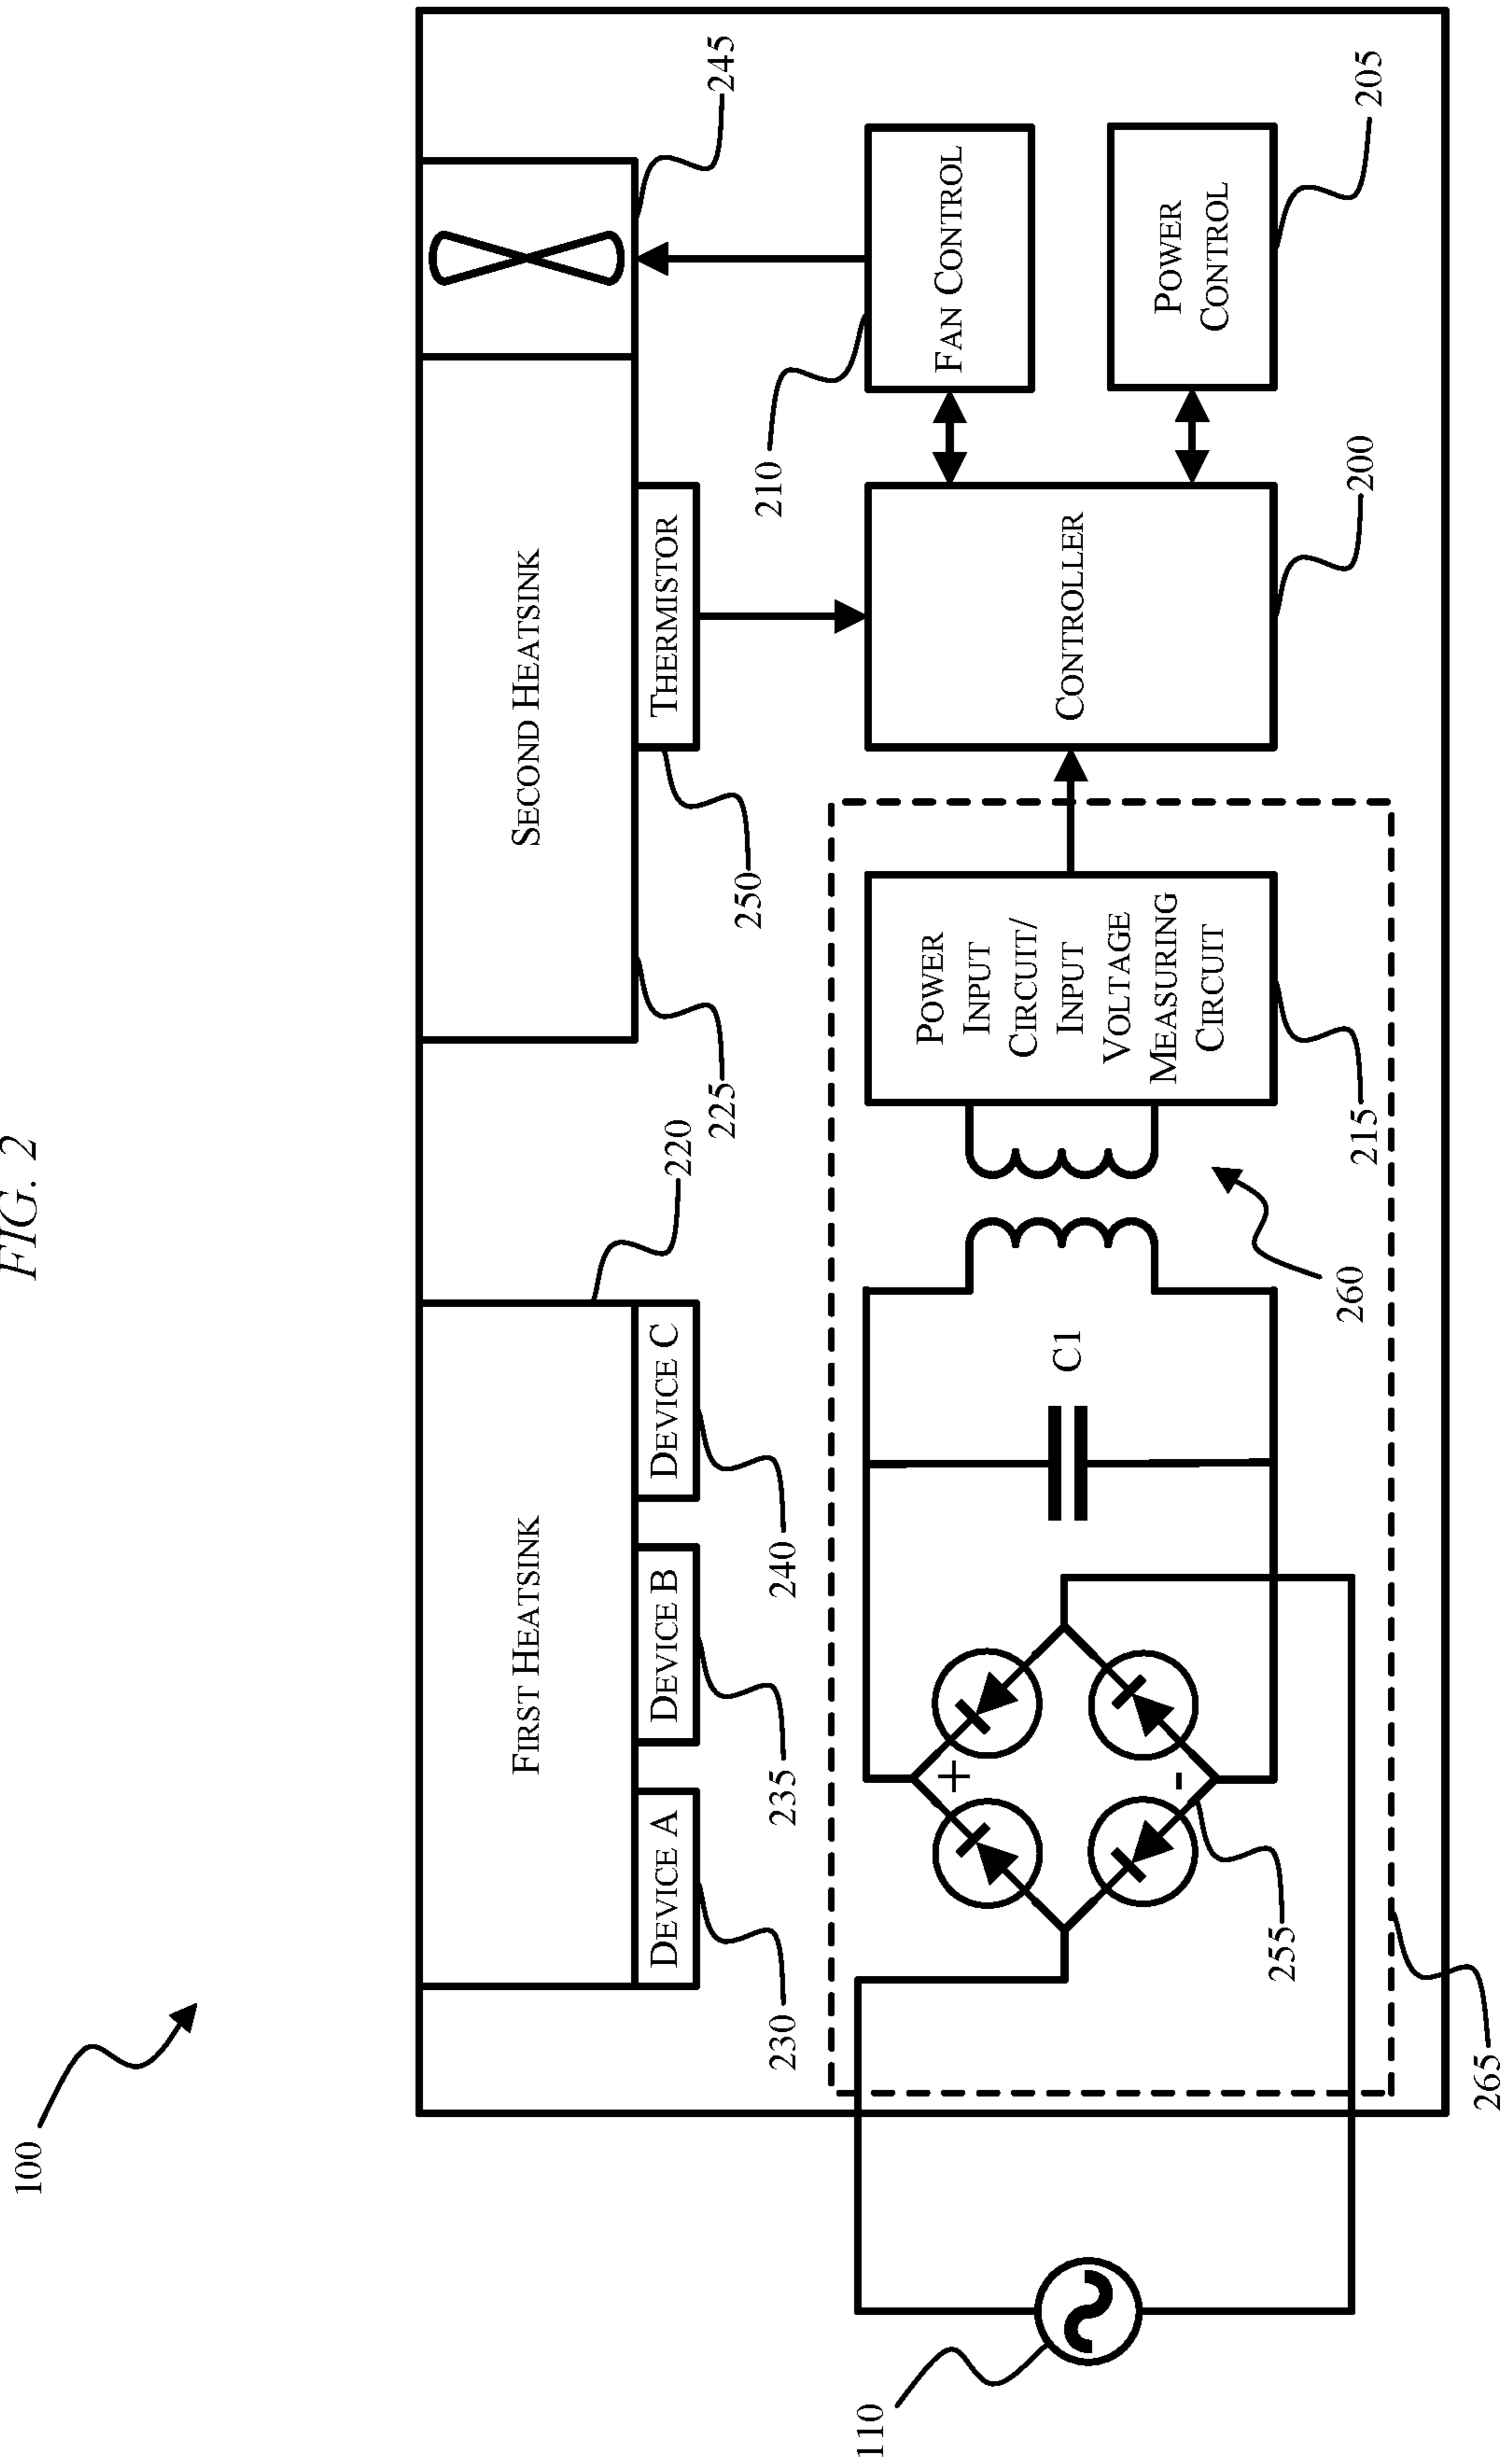 FIG. 2
100
110
FIRST HEATSINK
SECOND HEATSINK
DEVICE A
DEVICE B
DEVICE C
THERMISTOR
230
235
240
220
225
250
245
210
FAN CONTROL
POWER
CONTROL
205
CONTROLLER
200
POWER
INPUT
CIRCUIT/
INPUT
VOLTAGE
MEASURING
CIRCUIT
215
260
C1
+
-
255
265